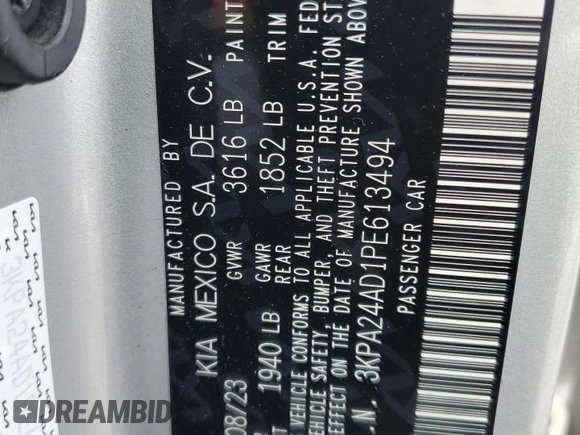 MANUFACTURED BY
KIA MEXICO S.A. DE C.V.
08/23 GVWR 3616 LB PAINT
1940 LB GAWR REAR 1852 LB TRIM
VEHICLE CONFORMS TO ALL APPLICABLE U.S.A. FED
VEHICLE SAFETY, BUMPER, AND THEFT PREVENTION ST
EFFECT ON THE DATE OF MANUFACTURE SHOWN ABOV
3KPA24AD1PE613494
PASSENGER CAR
DREAMBID